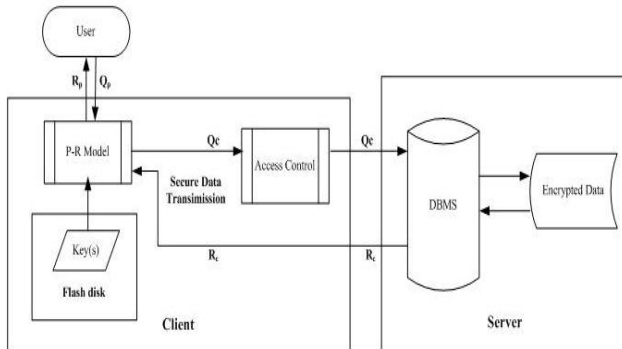 User
Rp
Qp
P-R Model
Qc
Access Control
Qc
Secure Data
Transimission
DBMS
Encrypted Data
Key(s)
Flash disk
Rc
Rc
Client
Server